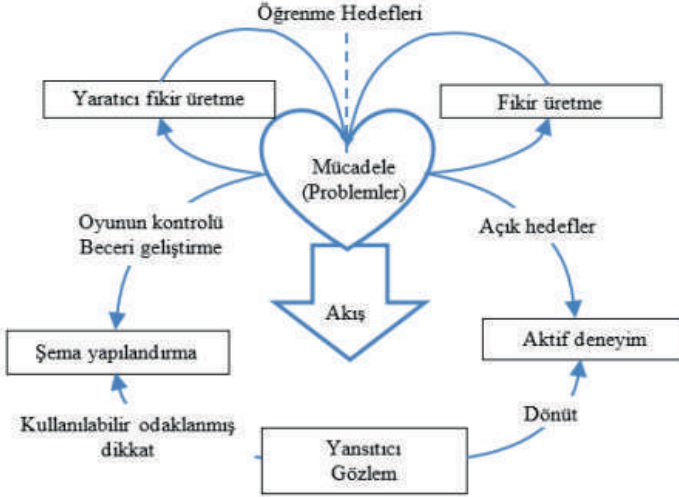 Öğrenme Hedefleri
Yaratıcı fikir üretme
Fikir üretme
Mücadele
(Problemler)
Oyunun kontrolü
Beceri geliştirme
Açık hedefler
Akış
Şema yapılandırma
Aktif deneyim
Kullanılabilir odaklanmış
dikkat
Dönüt
Yansıtıcı
Gözlem